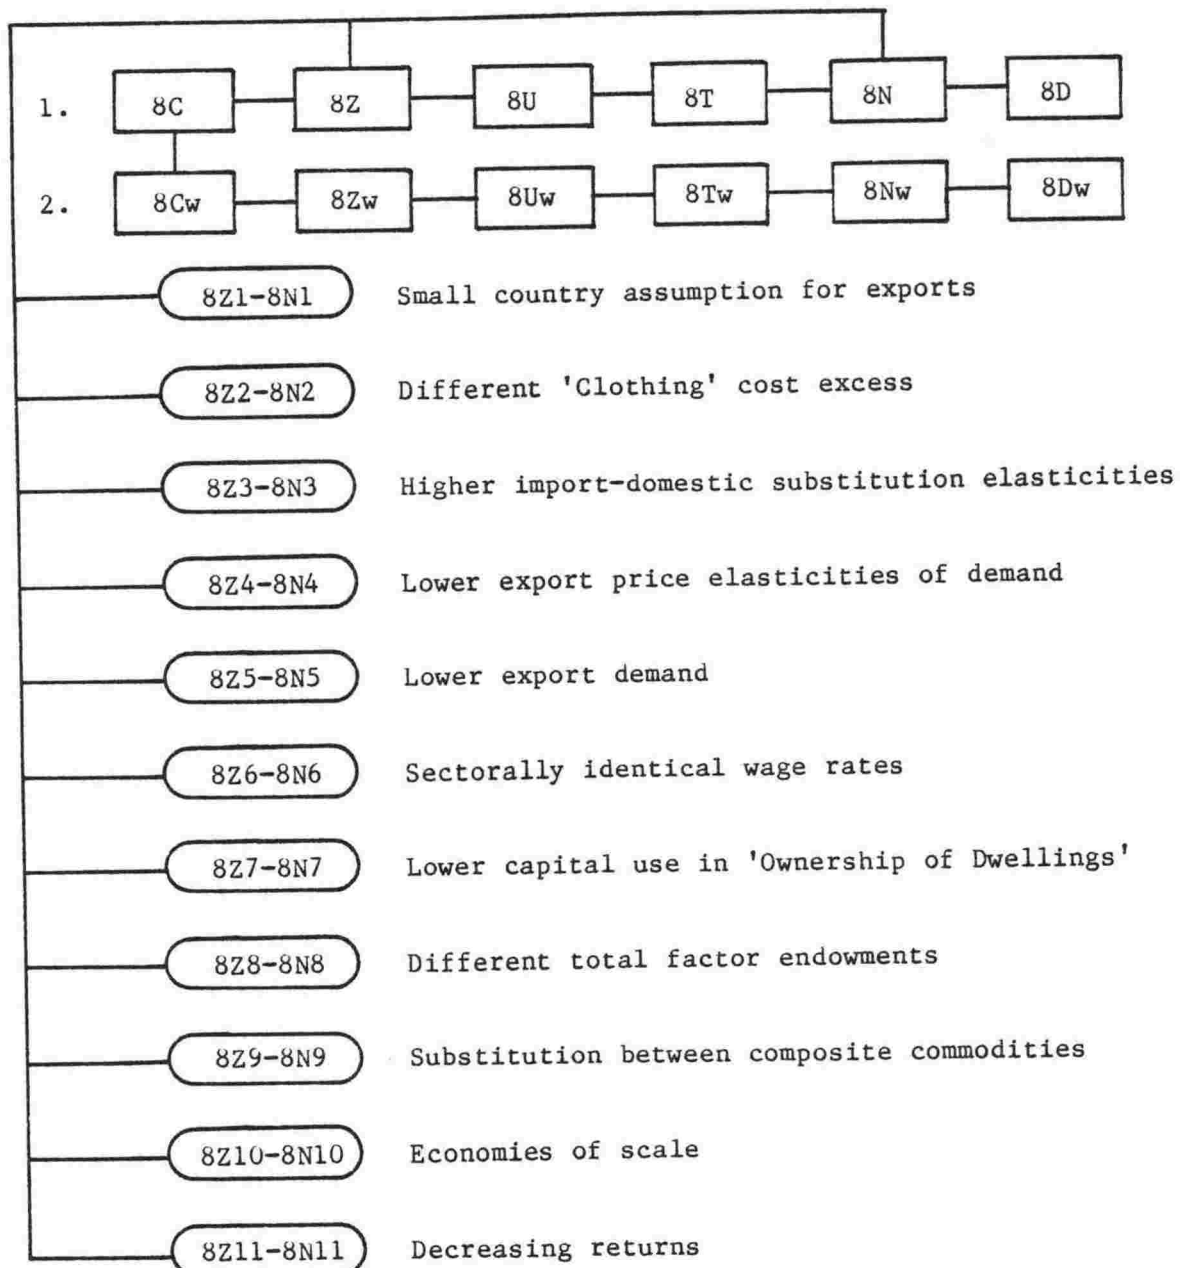 1. 8C 8Z 8U 8T 8N 8D
2. 8Cw 8Zw 8Uw 8Tw 8Nw 8Dw
8Z1-8N1 Small country assumption for exports
8Z2-8N2 Different 'Clothing' cost excess
8Z3-8N3 Higher import-domestic substitution elasticities
8Z4-8N4 Lower export price elasticities of demand
8Z5-8N5 Lower export demand
8Z6-8N6 Sectorally identical wage rates
8Z7-8N7 Lower capital use in 'Ownership of Dwellings'
8Z8-8N8 Different total factor endowments
8Z9-8N9 Substitution between composite commodities
8Z10-8N10 Economies of scale
8Z11-8N11 Decreasing returns